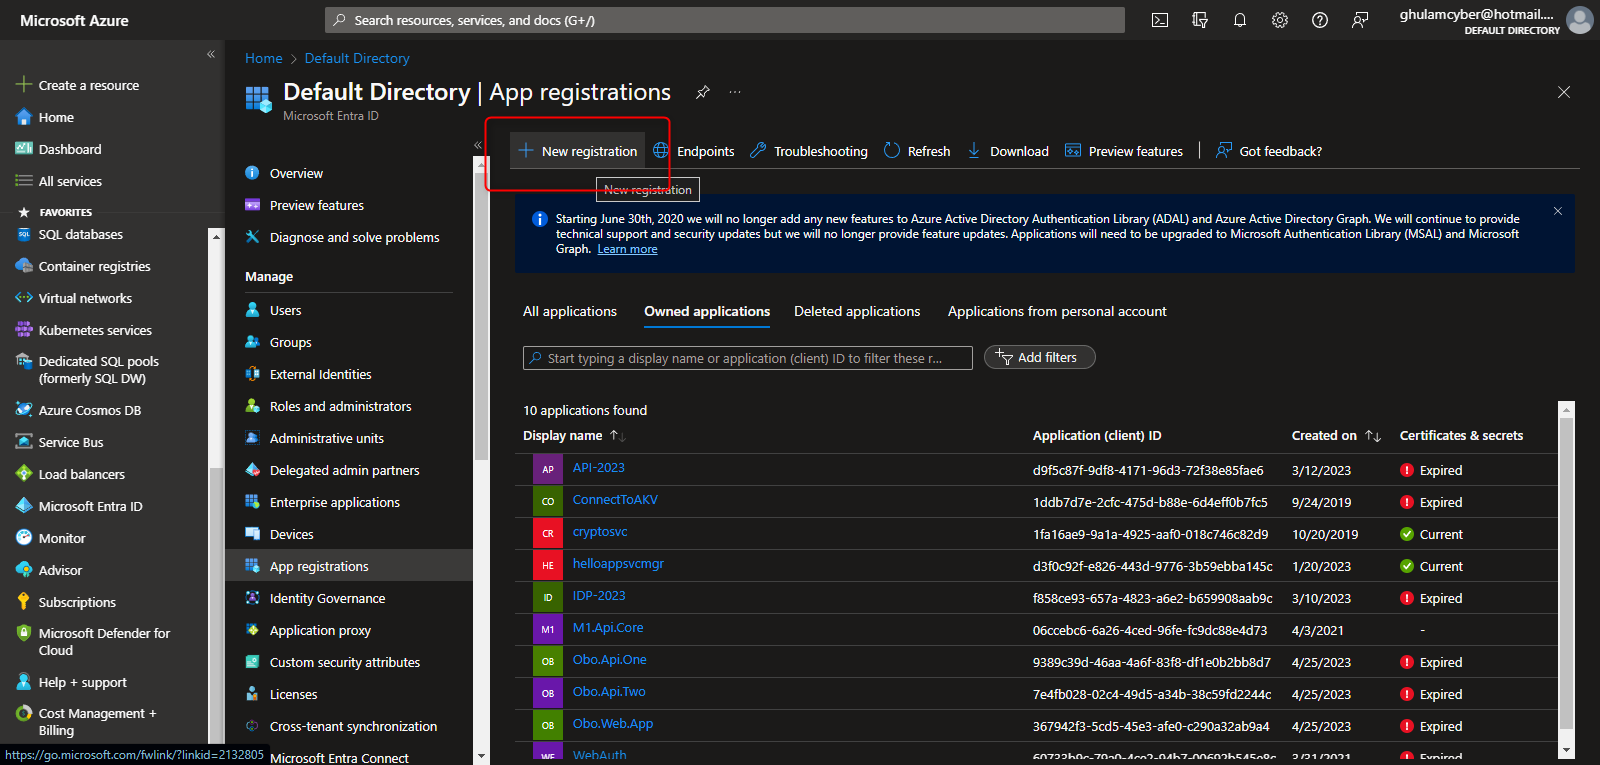 Microsoft Azure
Search resources, services, and docs (G+/)
ghulamcyber@hotmail....
DEFAULT DIRECTORY
Create a resource
Home
Dashboard
All services
FAVORITES
SQL databases
Container registries
Virtual networks
Kubernetes services
Dedicated SQL pools
(formerly SQL DW)
Azure Cosmos DB
Service Bus
Load balancers
Microsoft Entra ID
Monitor
Advisor
Subscriptions
Microsoft Defender for
Cloud
Help + support
Cost Management +
Billing
https://go.microsoft.com/fwlink/?linkid=2132805
Home > Default Directory
Default Directory | App registrations
Microsoft Entra ID
Overview
Preview features
Diagnose and solve problems
Manage
Users
Groups
External Identities
Roles and administrators
Administrative units
Delegated admin partners
Enterprise applications
Devices
App registrations
Identity Governance
Application proxy
Custom security attributes
Licenses
Cross-tenant synchronization
Microsoft Entra Connect
New registration Endpoints Troubleshooting Refresh Download Preview features Got feedback?
New registration
Starting June 30th, 2020 we will no longer add any new features to Azure Active Directory Authentication Library (ADAL) and Azure Active Directory Graph. We will continue to provide
technical support and security updates but we will no longer provide feature updates. Applications will need to be upgraded to Microsoft Authentication Library (MSAL) and Microsoft
Graph. Learn more
All applications Owned applications Deleted applications Applications from personal account
Start typing a display name or application (client) ID to filter these r... Add filters
10 applications found
Display name Application (client) ID Created on Certificates & secrets
AP API-2023 d9f5c87f-9df8-4171-96d3-72f38e85fae6 3/12/2023 Expired
CO ConnectToAKV 1ddb7d7e-2cfc-475d-b88e-6d4eff0b7fc5 9/24/2019 Expired
CR cryptosvc 1fa16ae9-9a1a-4925-aaf0-018c746c82d9 10/20/2019 Current
HE helloappsvcmgr d3f0c92f-e826-443d-9776-3b59ebba145c 1/20/2023 Current
ID IDP-2023 f858ce93-657a-4823-a6e2-b659908aab9c 3/10/2023 Expired
M1 M1.Api.Core 06ccebc6-6a26-4ced-96fe-fc9dc88e4d73 4/3/2021 -
OB Obo.Api.One 9389c39d-46aa-4a6f-83f8-df1e0b2bb8d7 4/25/2023 Expired
OB Obo.Api.Two 7e4fb028-02c4-49d5-a34b-38c59fd2244c 4/25/2023 Expired
OB Obo.Web.App 367942f3-5cd5-45e3-afe0-c290a32ab9a4 4/25/2023 Expired
WE WebAuth 3/31/2021 Expired